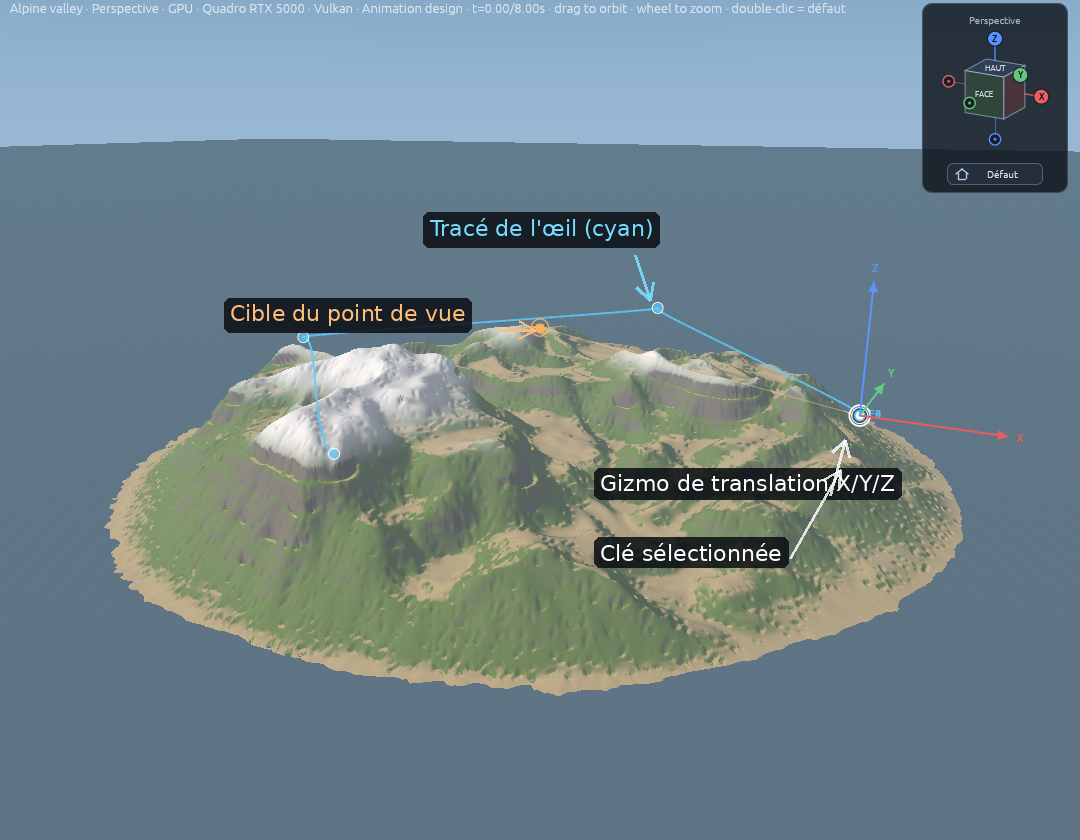 Alpine valley · Perspective · GPU · Quadro RTX 5000 · Vulkan · Animation design · t=0.00/8.00s · drag to orbit · wheel to zoom · double-clic = défaut
Perspective
Z
HAUT
Y
FACE
X
Défaut
Tracé de l'œil (cyan)
Cible du point de vue
Z
Y
X
Gizmo de translation X/Y/Z
Clé sélectionnée